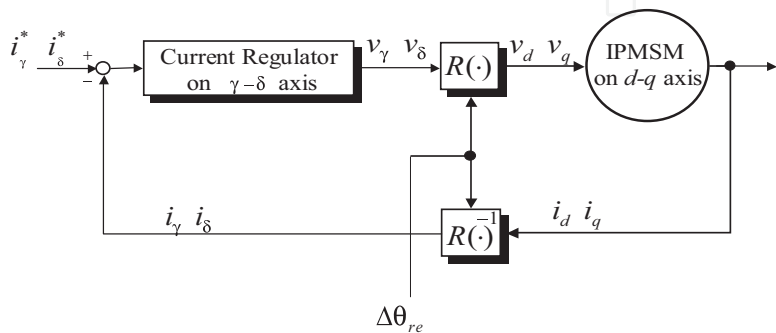 i*γ i*δ
+
−
Current Regulator
on γ−δ axis
vγ vδ
R(·)
vd vq
IPMSM
on d-q axis
iγ iδ
R(·)⁻¹
id iq
Δθre